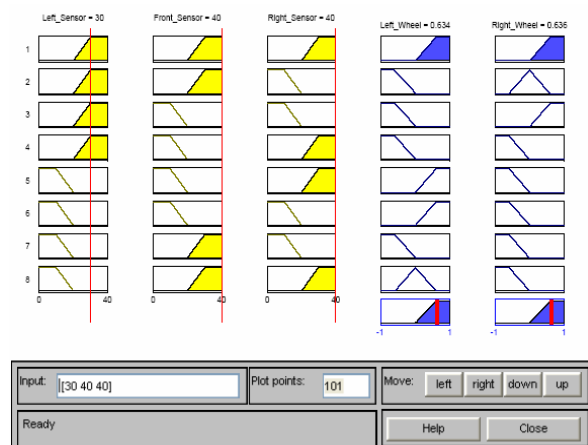 Left_Sensor = 30 Front_Sensor = 40 Right_Sensor = 40 Left_Wheel = 0.634 Right_Wheel = 0.636
1
2
3
4
5
6
7
8
0 40 0 40 0 40
-1 1 -1 1
Input: [30 40 40] Plot points: 101 Move: left right down up
Ready Help Close